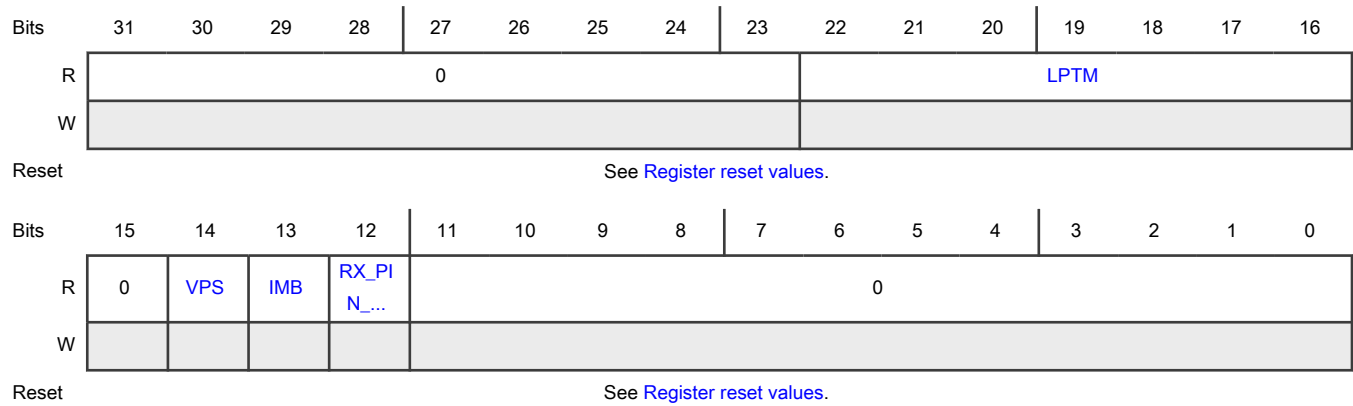 Bits 31 30 29 28 27 26 25 24 23 22 21 20 19 18 17 16
R 0 LPTM
W
Reset See Register reset values.
Bits 15 14 13 12 11 10 9 8 7 6 5 4 3 2 1 0
R 0 VPS IMB RX_PI
N_... 0
W
Reset See Register reset values.